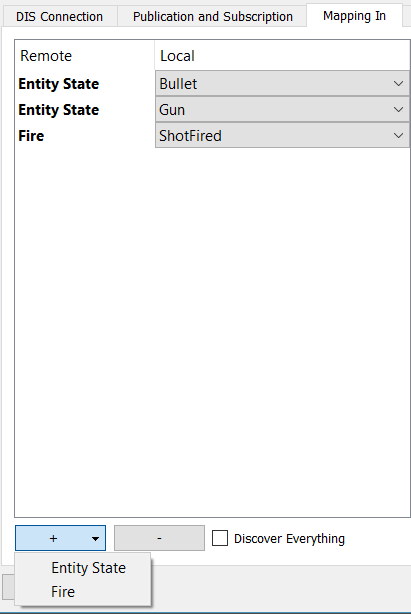 DIS Connection Publication and Subscription Mapping In
Remote Local
Entity State Bullet
Entity State Gun
Fire ShotFired
+ - Discover Everything
Entity State
Fire